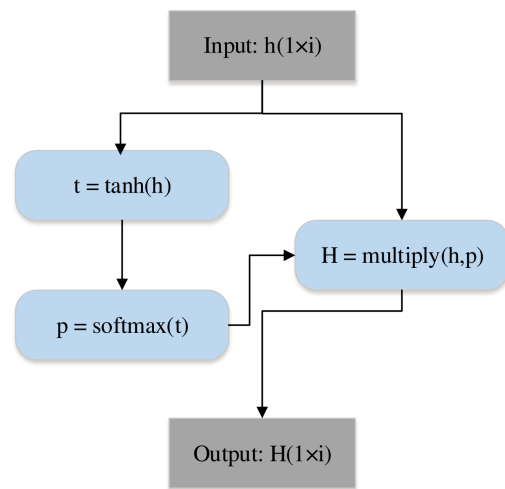 Input: h(1×i)
t = tanh(h)
H = multiply(h,p)
p = softmax(t)
Output: H(1×i)